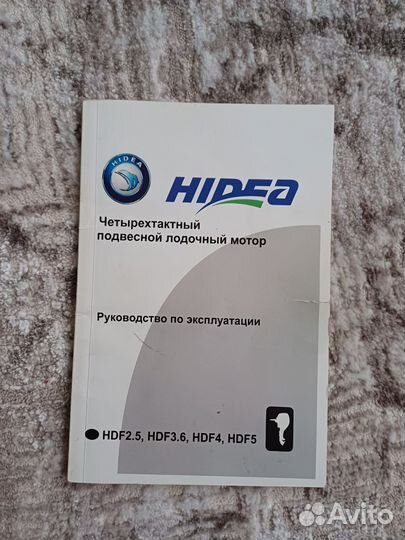 HIDEA
HIDEA
Четырехтактный
подвесной лодочный мотор
Руководство по эксплуатации
HDF2.5, HDF3.6, HDF4, HDF5
Avito